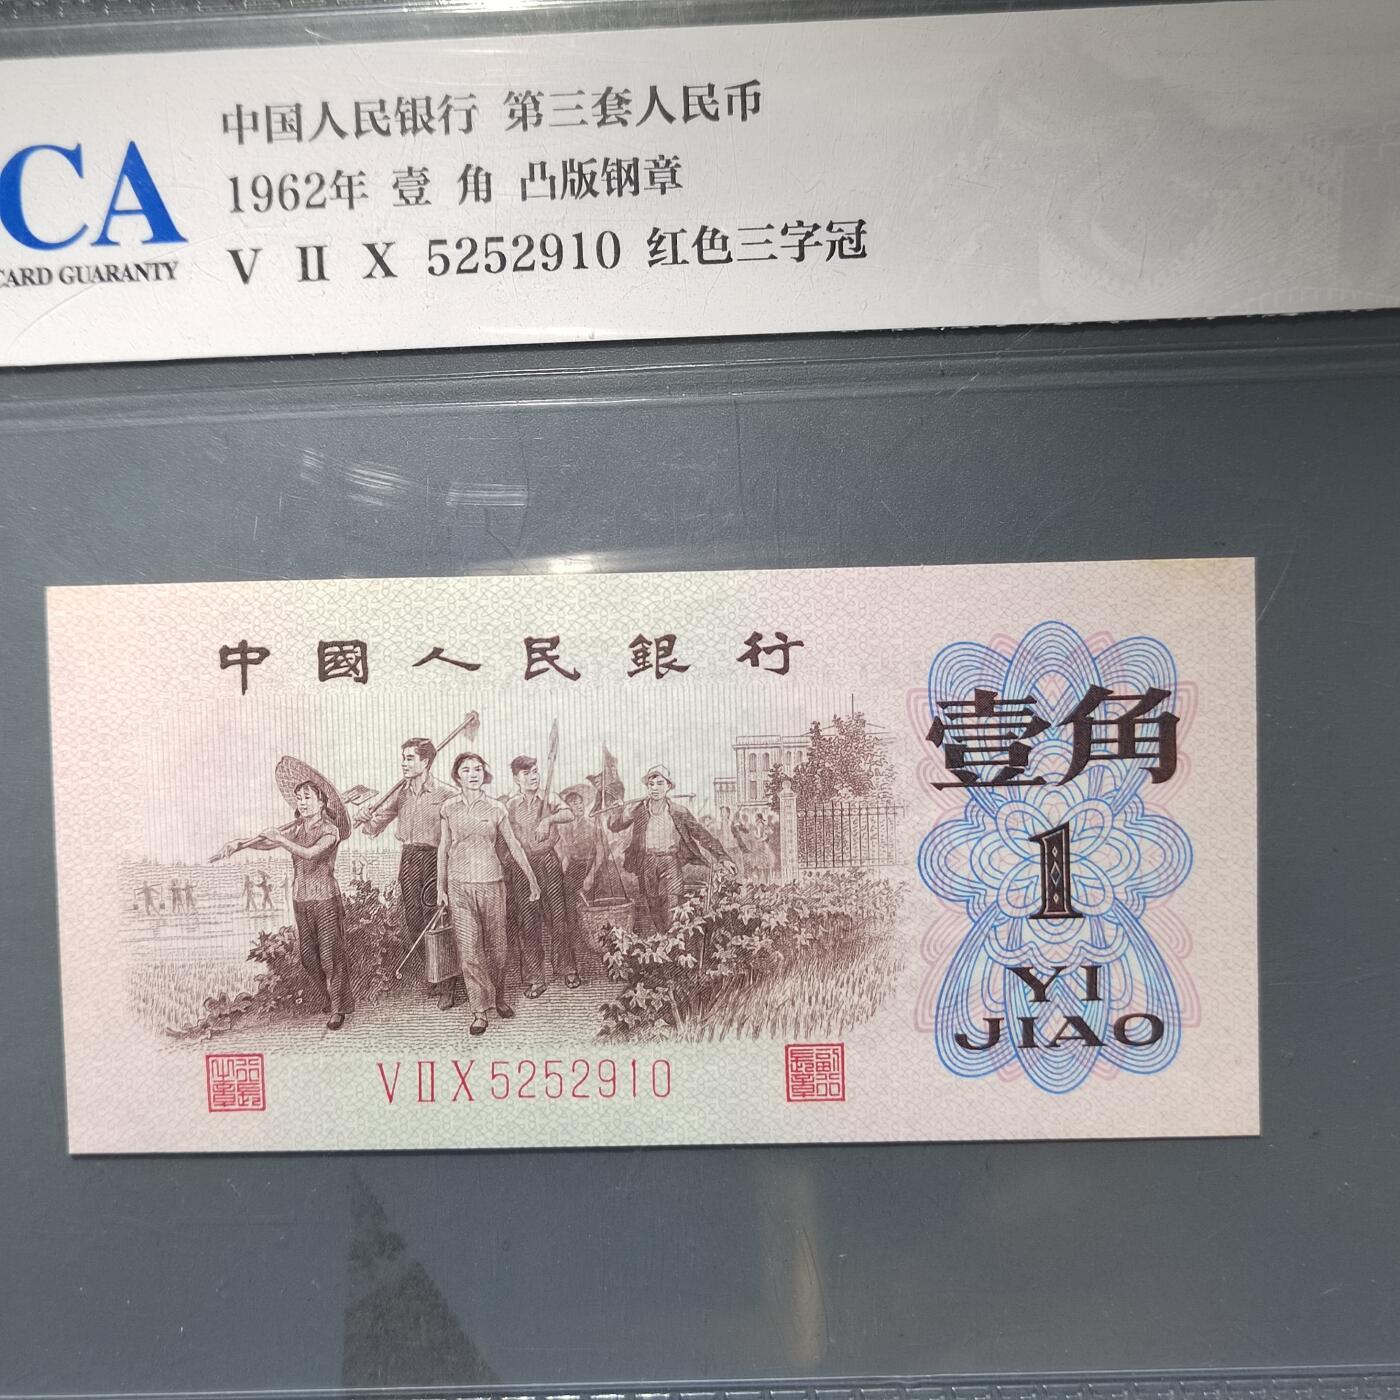 CA
CARD GUARANTY
中国人民银行 第三套人民币
1962年 壹 角 凸版钢章
V II X 5252910 红色三字冠
中國人民銀行
壹角
1
YI
JIAO
VIIX5252910